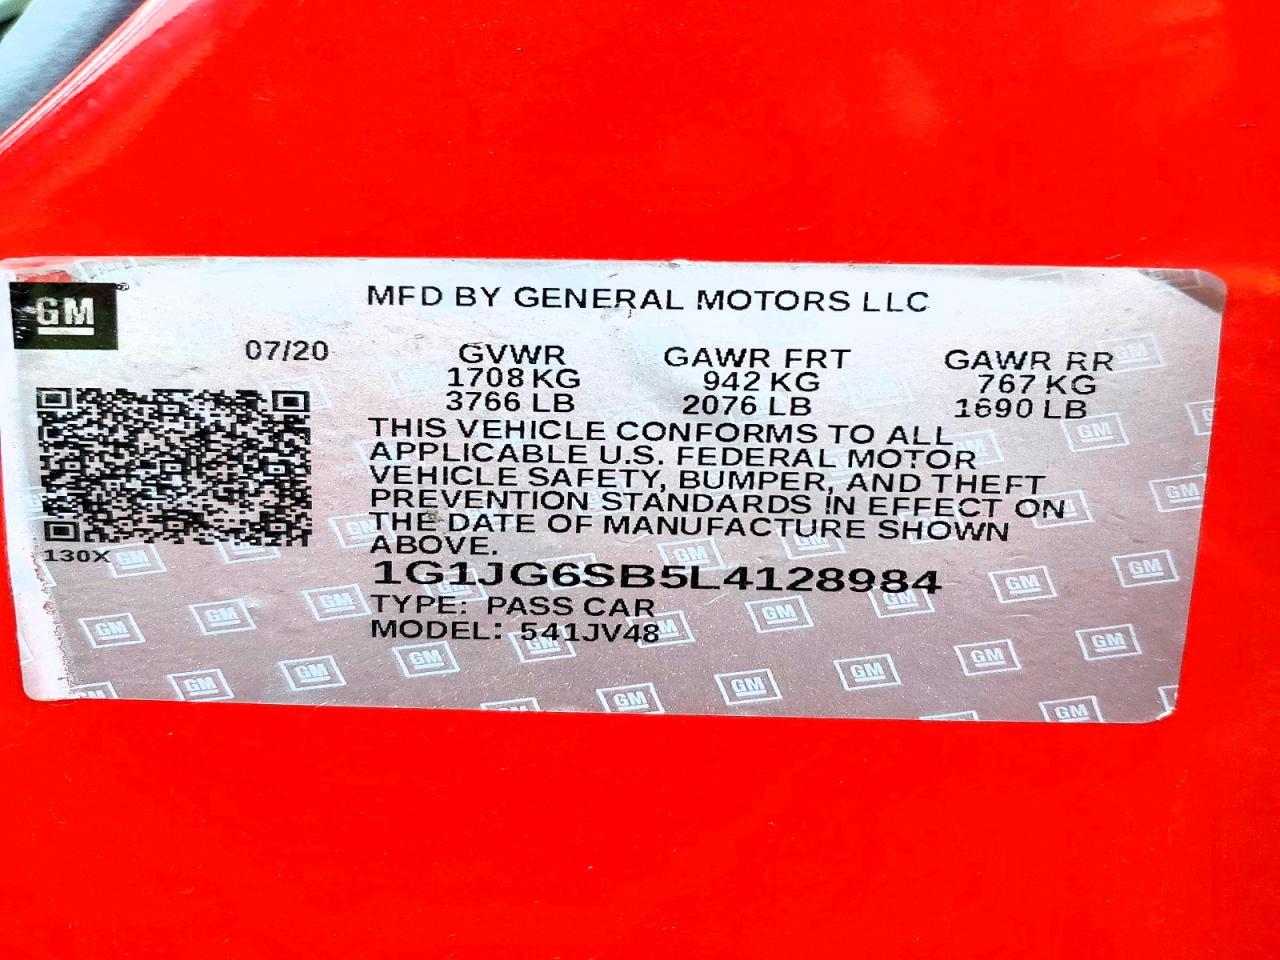 GM
MFD BY GENERAL MOTORS LLC
07/20 GVWR GAWR FRT GAWR RR
1708 KG 942 KG 767 KG
3766 LB 2076 LB 1690 LB
THIS VEHICLE CONFORMS TO ALL
APPLICABLE U.S. FEDERAL MOTOR
VEHICLE SAFETY, BUMPER, AND THEFT
PREVENTION STANDARDS IN EFFECT ON
THE DATE OF MANUFACTURE SHOWN
ABOVE.
130X
1G1JG6SB5L4128984
TYPE: PASS CAR
MODEL: 541JV48